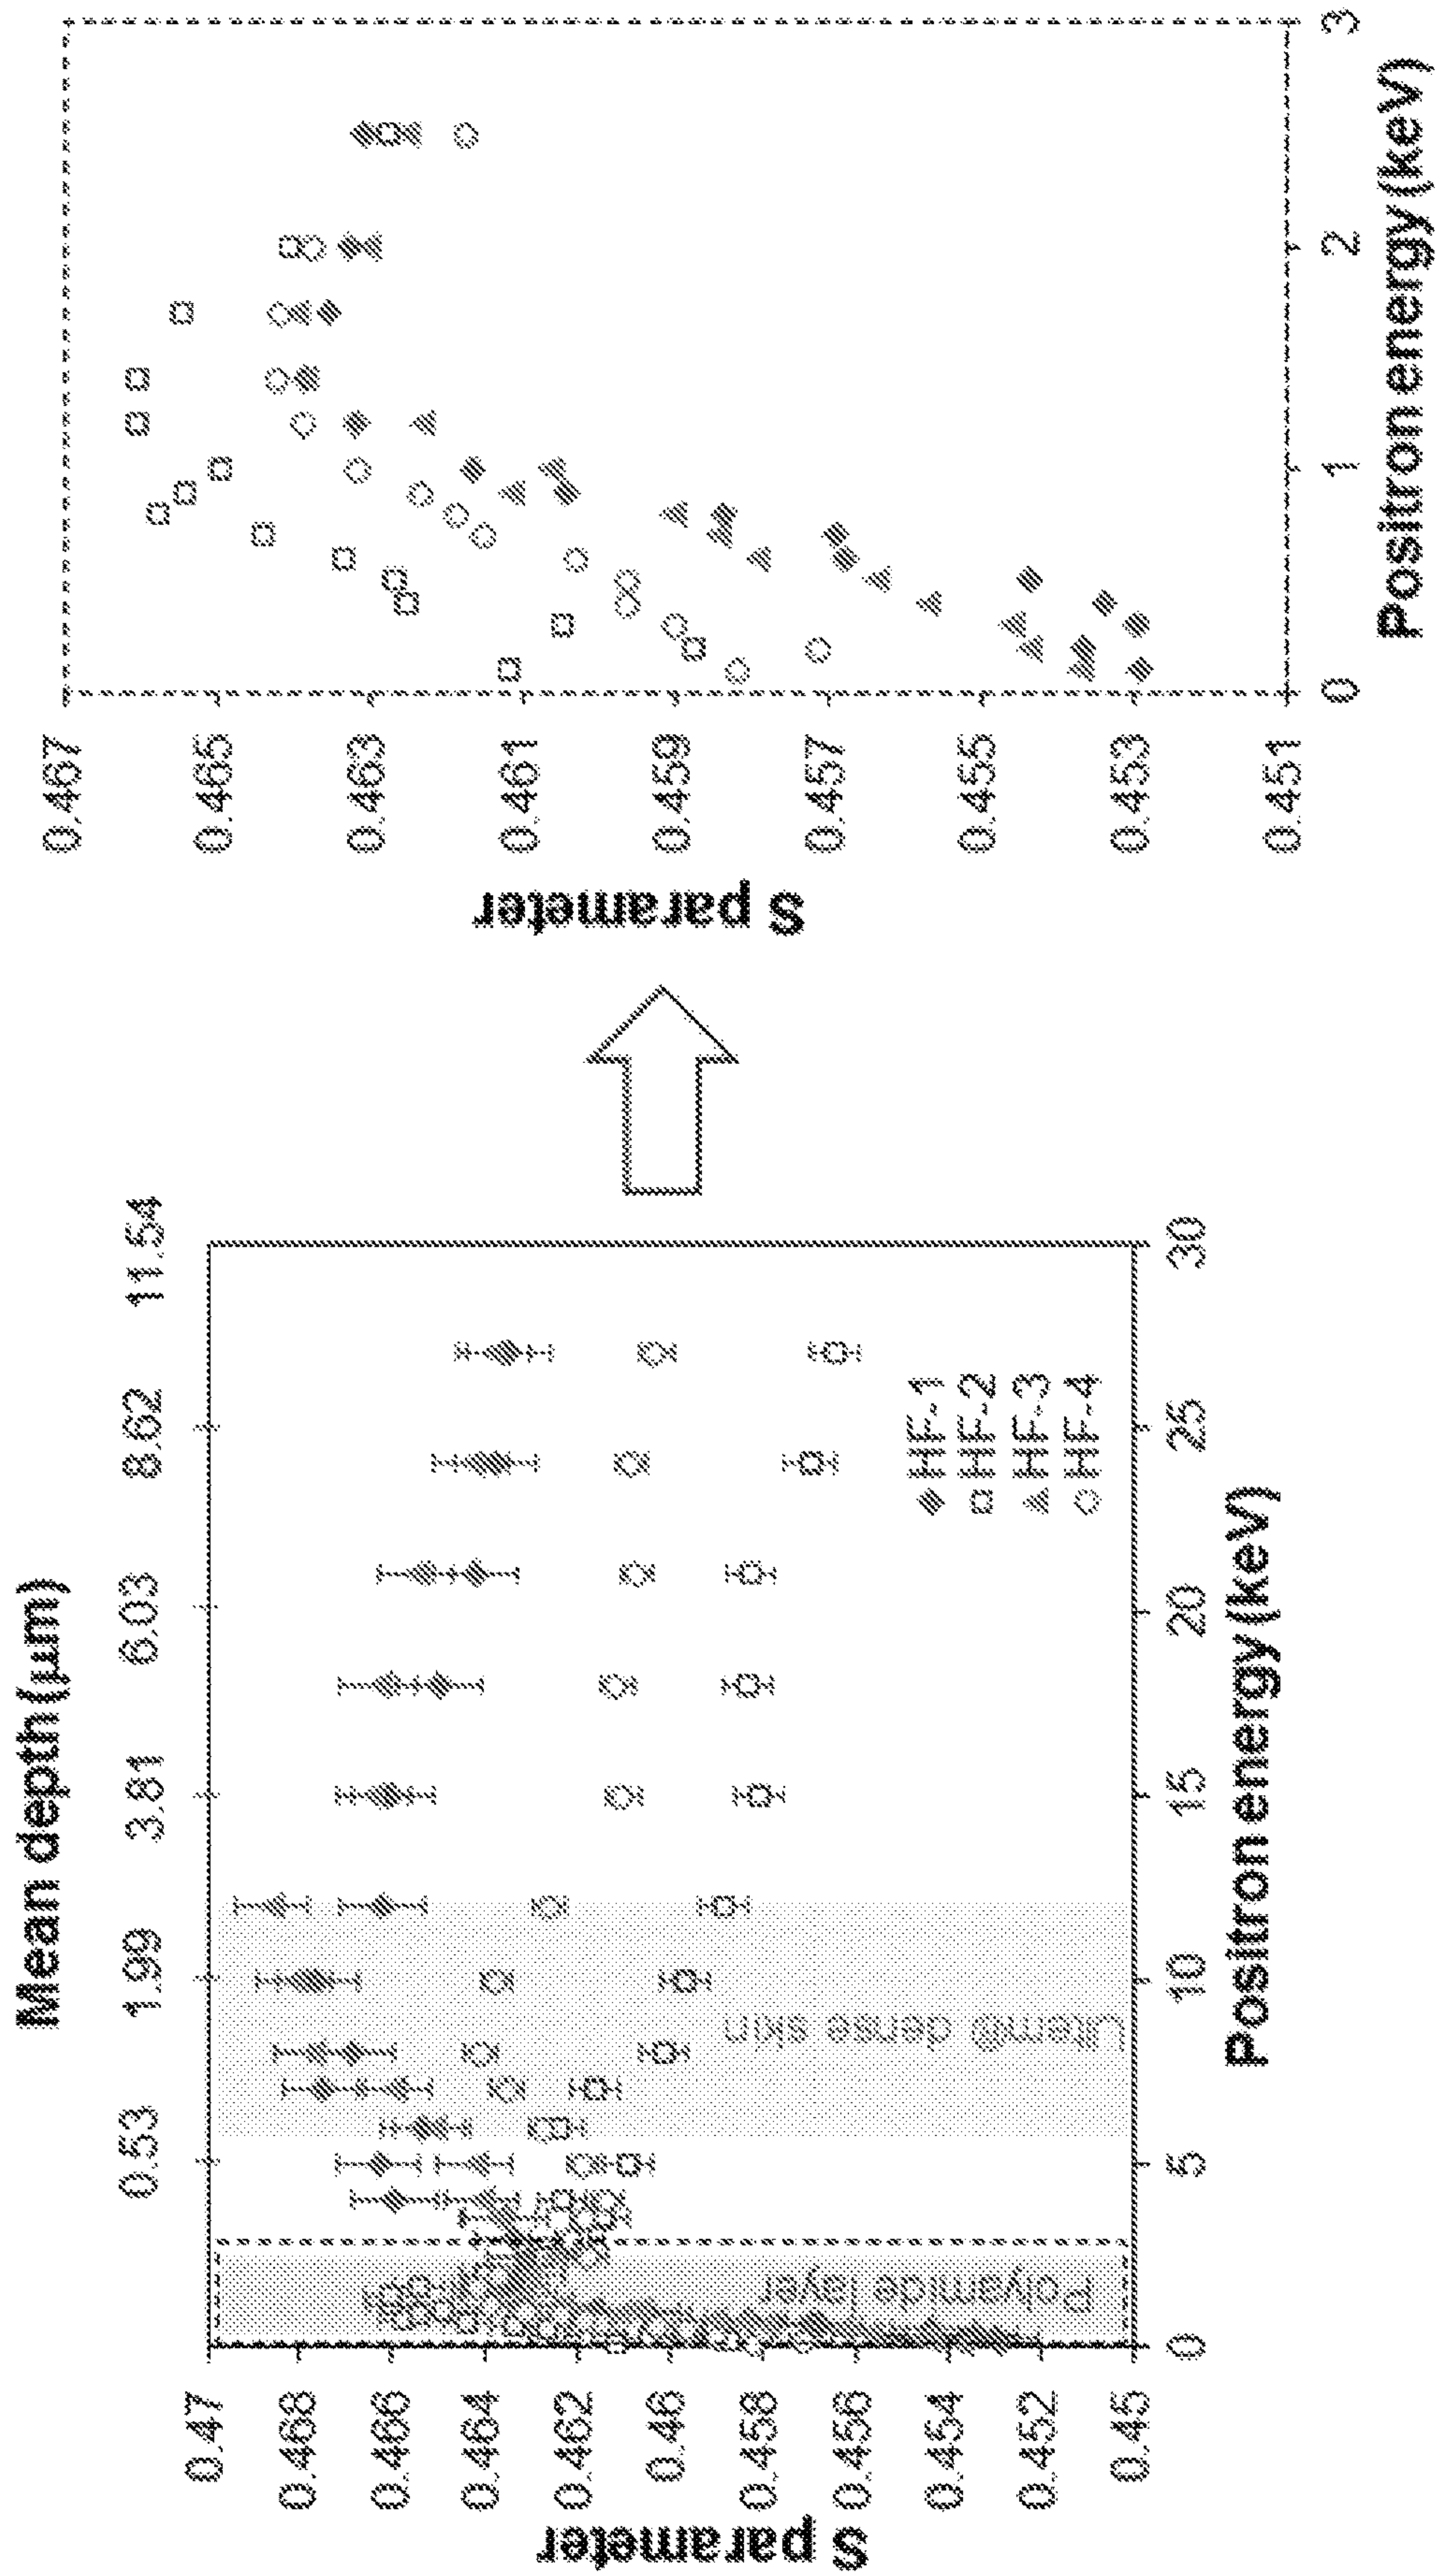 Mean depth (μm)
0.53 1.99 3.81 6.03 8.62 11.54
S parameter
0.47
0.468
0.466
0.464
0.462
0.46
0.458
0.456
0.454
0.452
0.45
Polyamide layer
Ultem® dense skin
HF-1
HF-2
HF-3
HF-4
0 5 10 15 20 25 30
Positron energy (keV)
S parameter
0.467
0.465
0.463
0.461
0.459
0.457
0.455
0.453
0.451
0 1 2 3
Positron energy (keV)